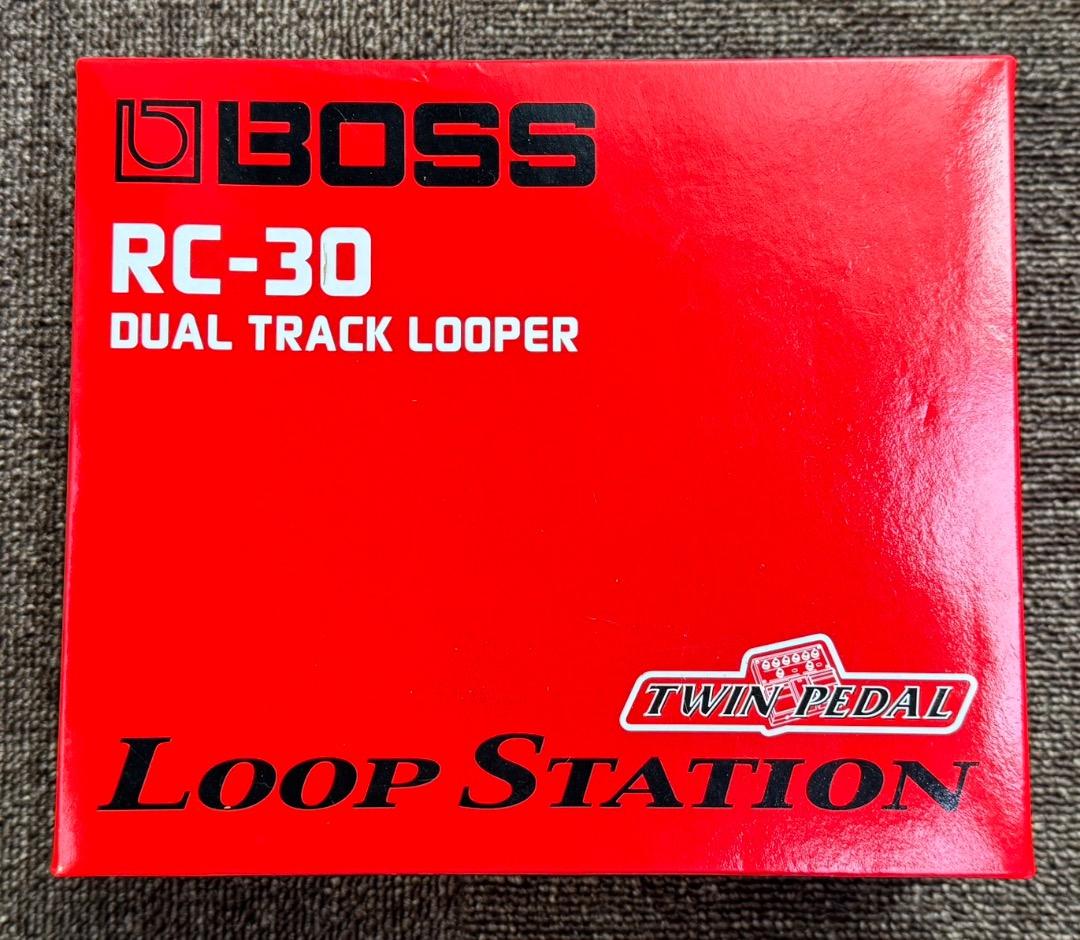 BOSS
RC-30
DUAL TRACK LOOPER
TWIN PEDAL
LOOP STATION